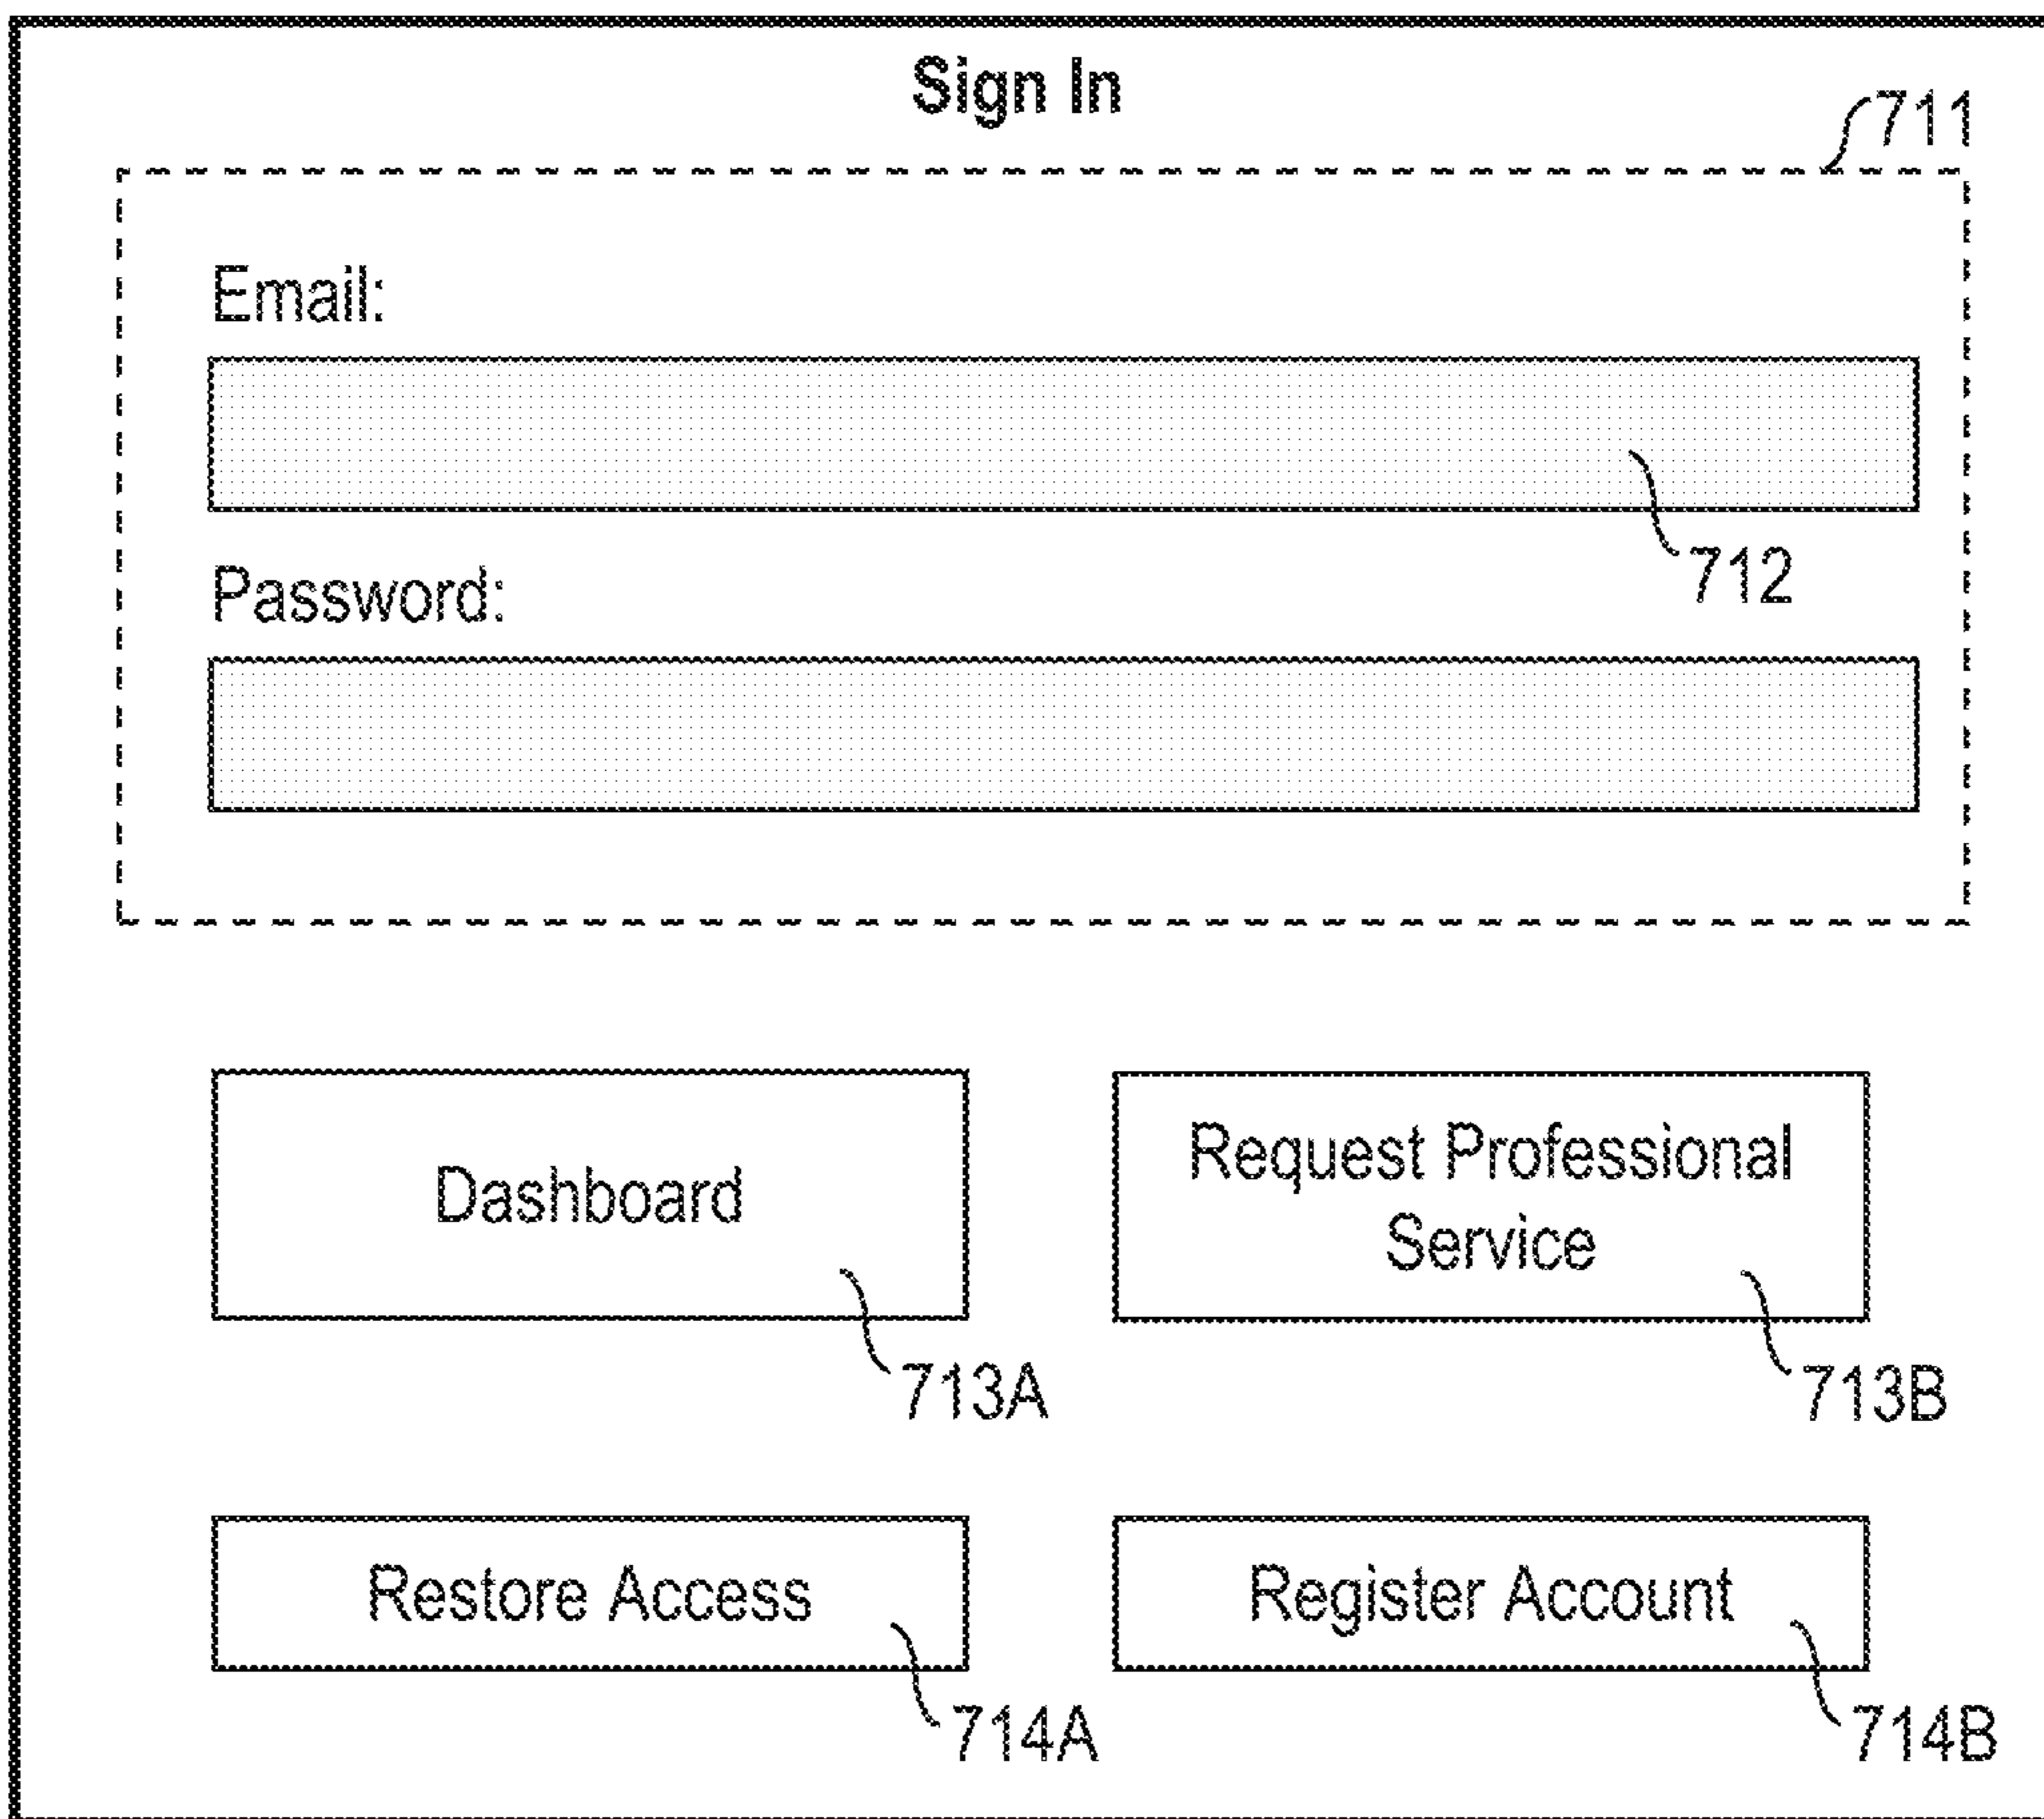 Sign In
711
Email:
712
Password:
Dashboard
Request Professional
Service
713A
713B
Restore Access
Register Account
714A
714B